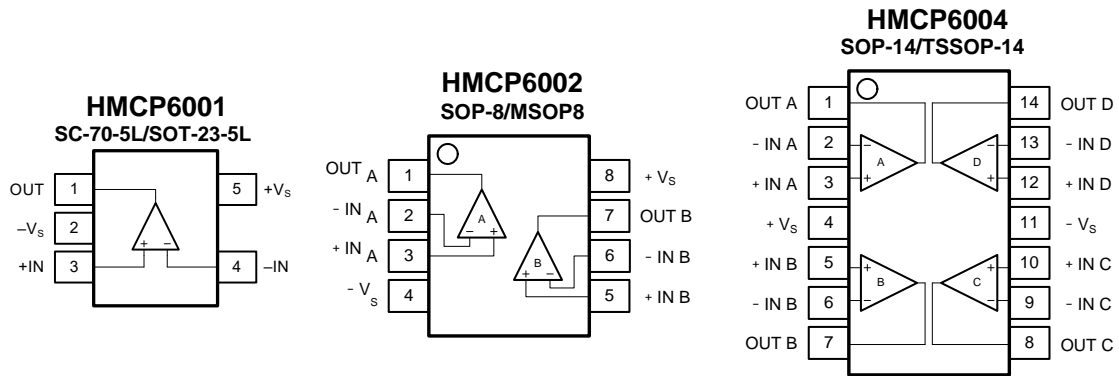 HMCP6001
SC-70-5L/SOT-23-5L
OUT 1
5 +VS
–VS 2
+IN 3
4 –IN
+ –
HMCP6002
SOP-8/MSOP8
OUT A 1
8 + VS
- IN A 2
7 OUT B
+ IN A 3
6 - IN B
- VS 4
5 + IN B
A
– +
B
+ –
HMCP6004
SOP-14/TSSOP-14
OUT A 1
14 OUT D
- IN A 2
13 - IN D
+ IN A 3
12 + IN D
+ VS 4
11 - VS
+ IN B 5
10 + IN C
- IN B 6
9 - IN C
OUT B 7
8 OUT C
– A +
– D +
+ B –
+ C –